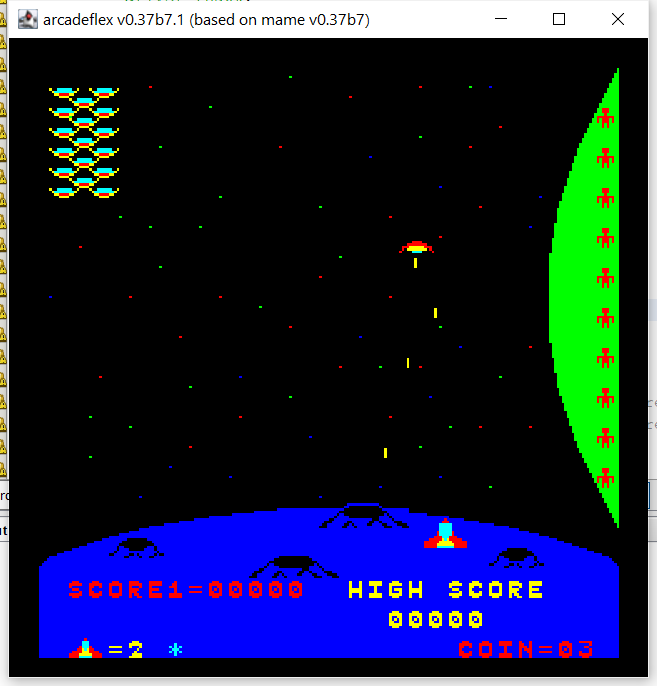 arcadeflex v0.37b7.1 (based on mame v0.37b7)
SCORE1=00000 HIGH SCORE
00000
=2 * COIN=03